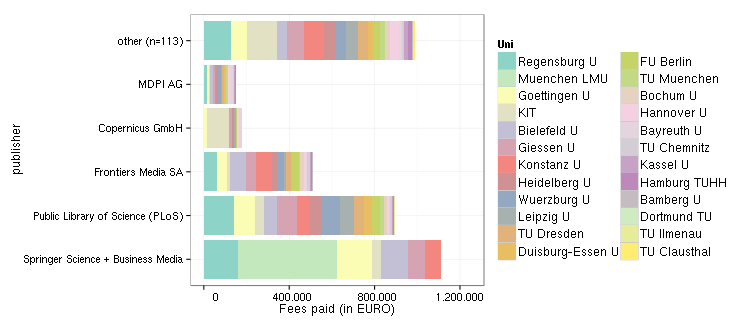 publisher
other (n=113)
MDPI AG
Copernicus GmbH
Frontiers Media SA
Public Library of Science (PLoS)
Springer Science + Business Media
0 400.000 800.000 1.200.000
Fees paid (in EURO)
Uni
Regensburg U
Muenchen LMU
Goettingen U
KIT
Bielefeld U
Giessen U
Konstanz U
Heidelberg U
Wuerzburg U
Leipzig U
TU Dresden
Duisburg-Essen U
FU Berlin
TU Muenchen
Bochum U
Hannover U
Bayreuth U
TU Chemnitz
Kassel U
Hamburg TUHH
Bamberg U
Dortmund TU
TU Ilmenau
TU Clausthal